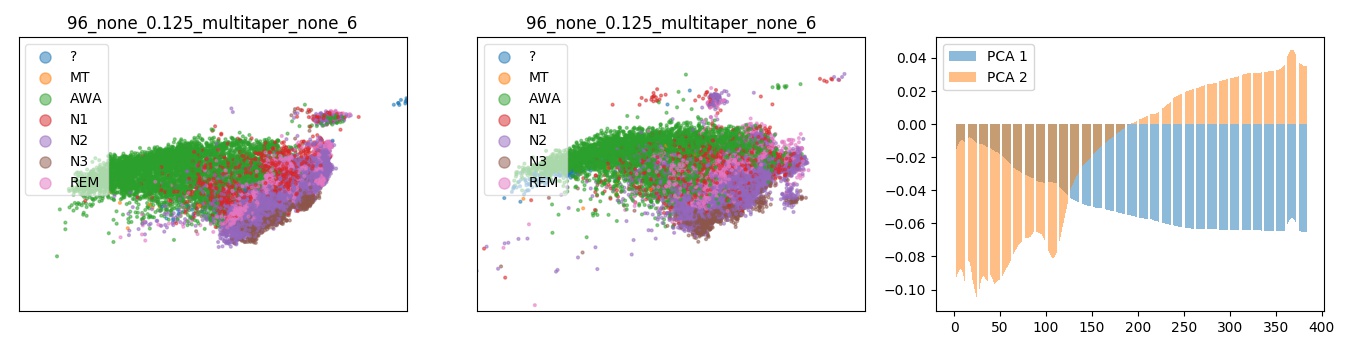 96_none_0.125_multitaper_none_6
?
MT
AWA
N1
N2
N3
REM
96_none_0.125_multitaper_none_6
?
MT
AWA
N1
N2
N3
REM
PCA 1
PCA 2
0.04
0.02
0.00
−0.02
−0.04
−0.06
−0.08
−0.10
0 50 100 150 200 250 300 350 400